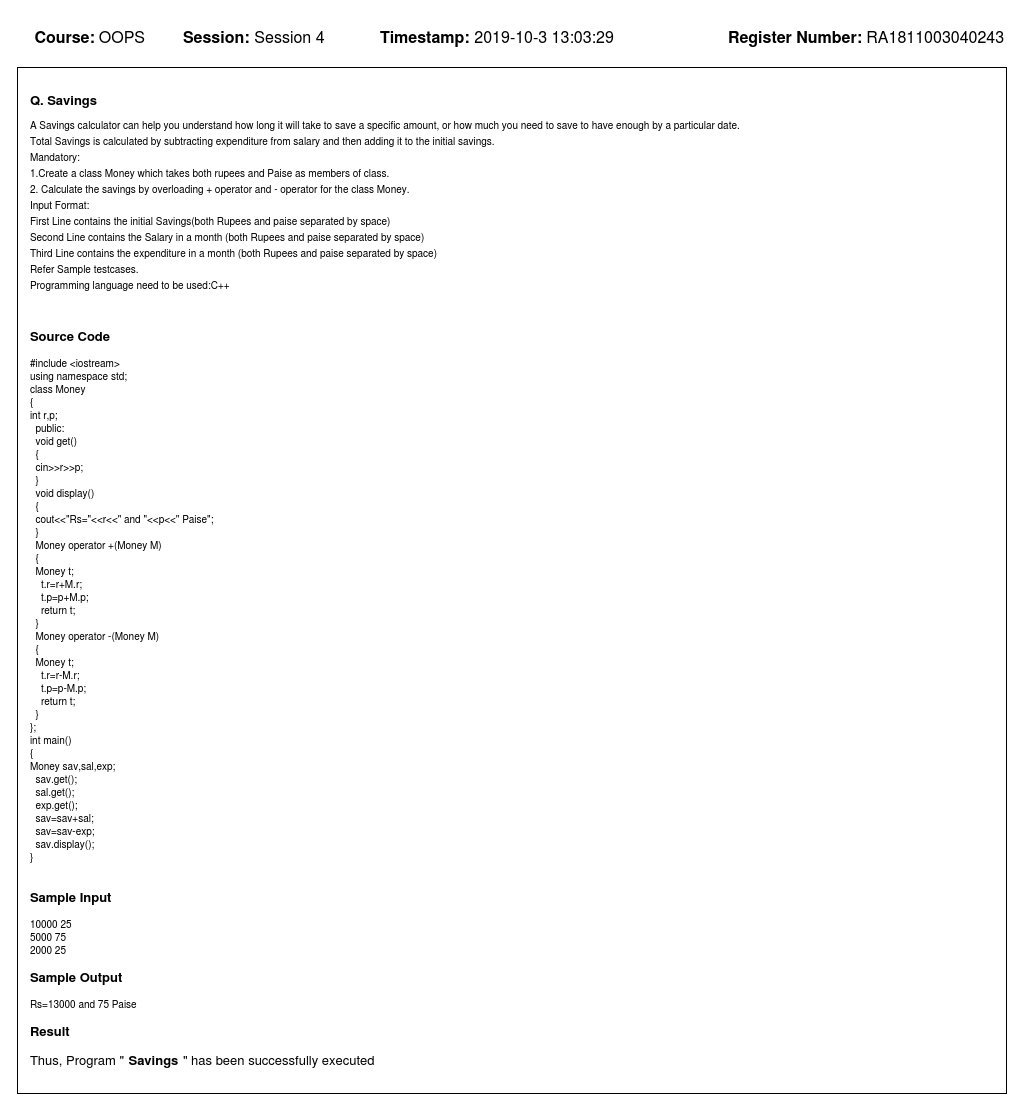 Course: OOPS Session: Session 4 Timestamp: 2019-10-3 13:03:29 Register Number: RA1811003040243
Q. Savings
A Savings calculator can help you understand how long it will take to save a specific amount, or how much you need to save to have enough by a particular date.
Total Savings is calculated by subtracting expenditure from salary and then adding it to the initial savings.
Mandatory:
1.Create a class Money which takes both rupees and Paise as members of class.
2. Calculate the savings by overloading + operator and - operator for the class Money.
Input Format:
First Line contains the initial Savings(both Rupees and paise separated by space)
Second Line contains the Salary in a month (both Rupees and paise separated by space)
Third Line contains the expenditure in a month (both Rupees and paise separated by space)
Refer Sample testcases.
Programming language need to be used:C++
Source Code
#include <iostream>
using namespace std;
class Money
{
int r,p;
  public:
  void get()
  {
  cin>>r>>p;
  }
  void display()
  {
  cout<<"Rs="<<r<<" and "<<p<<" Paise";
  }
  Money operator +(Money M)
  {
  Money t;
    t.r=r+M.r;
    t.p=p+M.p;
    return t;
  }
  Money operator -(Money M)
  {
  Money t;
    t.r=r-M.r;
    t.p=p-M.p;
    return t;
  }
};
int main()
{
Money sav,sal,exp;
  sav.get();
  sal.get();
  exp.get();
  sav=sav+sal;
  sav=sav-exp;
  sav.display();
}
Sample Input
10000 25
5000 75
2000 25
Sample Output
Rs=13000 and 75 Paise
Result
Thus, Program " Savings " has been successfully executed